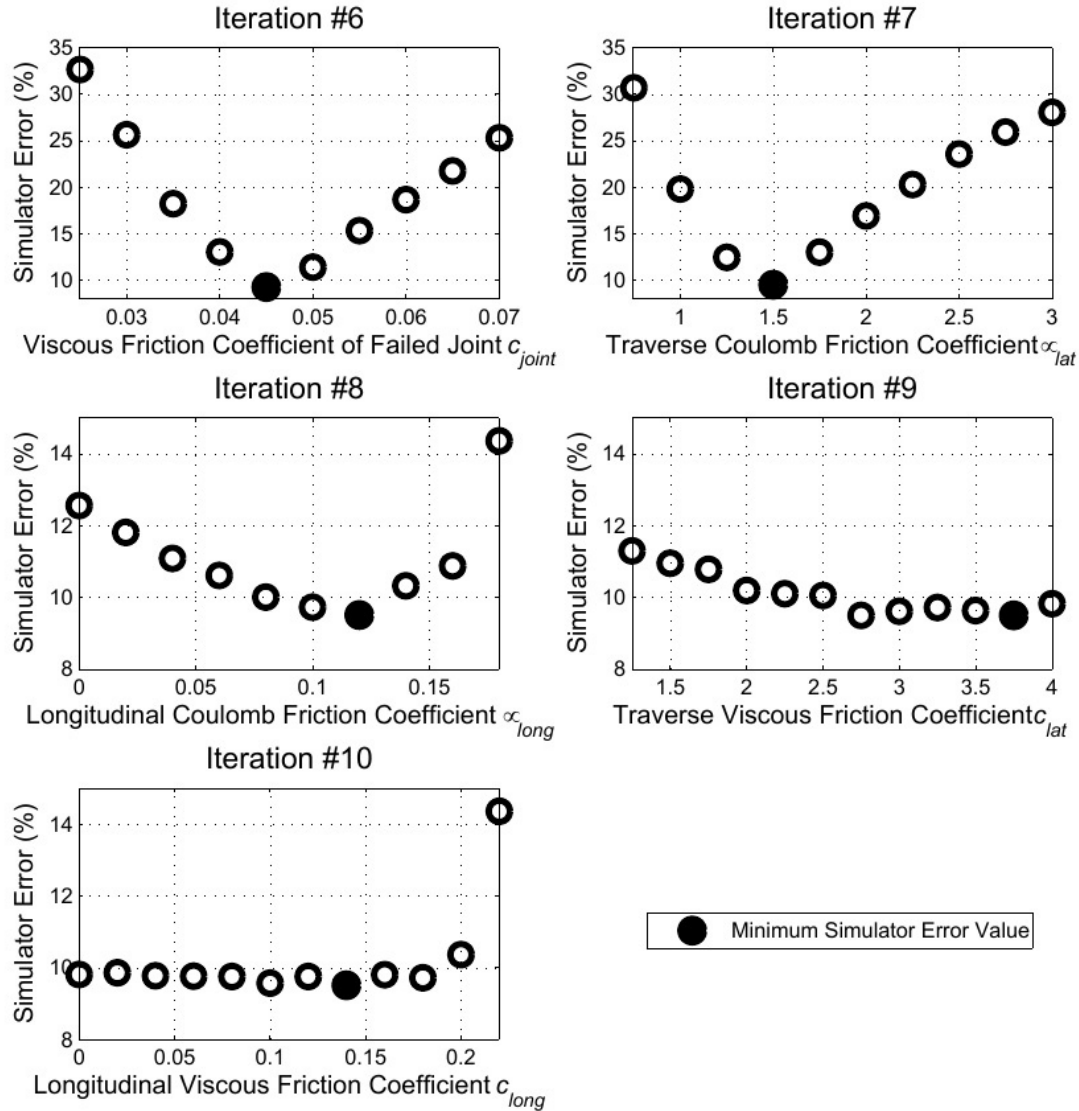 Iteration #6
Simulator Error (%)
35
30
25
20
15
10
0.03 0.04 0.05 0.06 0.07
Viscous Friction Coefficient of Failed Joint c_joint
Iteration #7
Simulator Error (%)
35
30
25
20
15
10
1 1.5 2 2.5 3
Traverse Coulomb Friction Coefficient ∝_lat
Iteration #8
Simulator Error (%)
14
12
10
8
0 0.05 0.1 0.15
Longitudinal Coulomb Friction Coefficient ∝_long
Iteration #9
Simulator Error (%)
14
12
10
8
1.5 2 2.5 3 3.5 4
Traverse Viscous Friction Coefficient c_lat
Iteration #10
Simulator Error (%)
14
12
10
8
0 0.05 0.1 0.15 0.2
Longitudinal Viscous Friction Coefficient c_long
Minimum Simulator Error Value